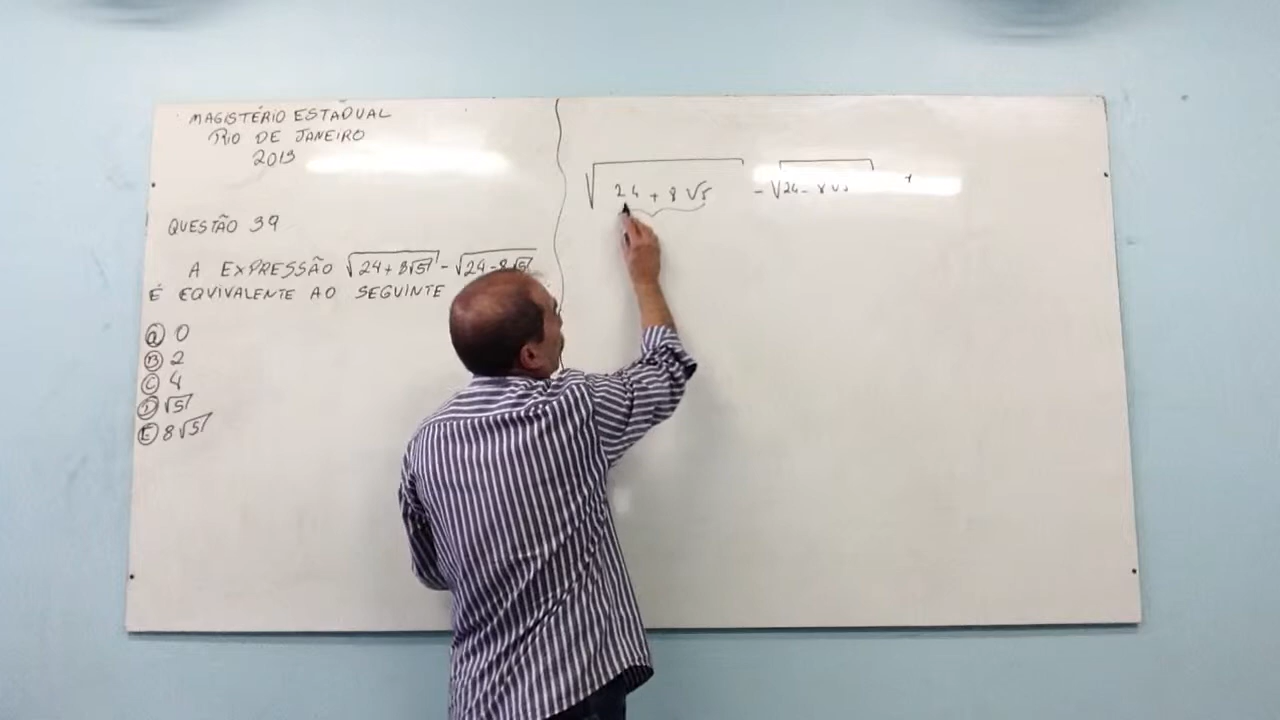 MAGISTÉRIO ESTADUAL
RIO DE JANEIRO
2013
QUESTÃO 39
A EXPRESSÃO √24+8√5 - √24-8√5
É EQUIVALENTE AO SEGUINTE
a 0
B 2
C 4
D √5
E 8√5
√24 + 8√5 - √24 - 8√5